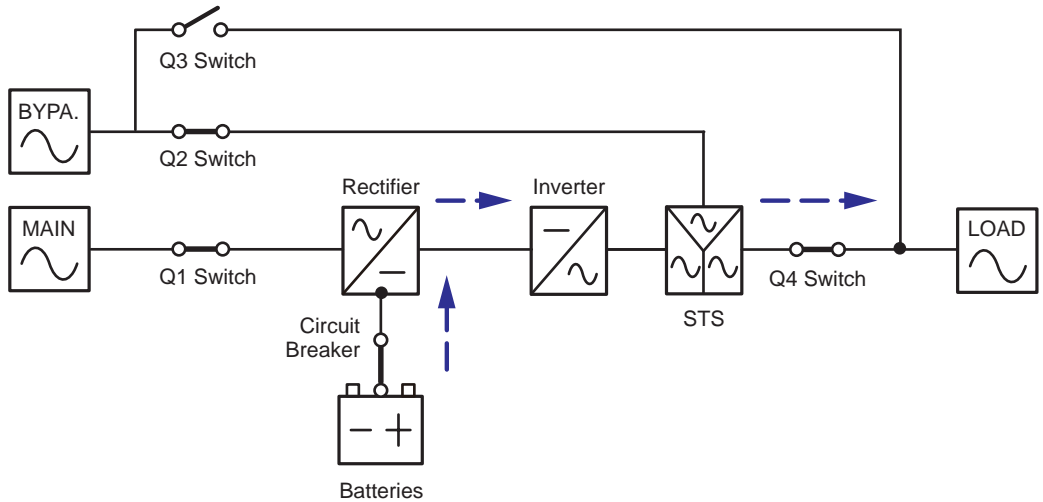 Q3 Switch
BYPA.
Q2 Switch
Rectifier
Inverter
MAIN
LOAD
Q1 Switch
Q4 Switch
STS
Circuit
Breaker
Batteries